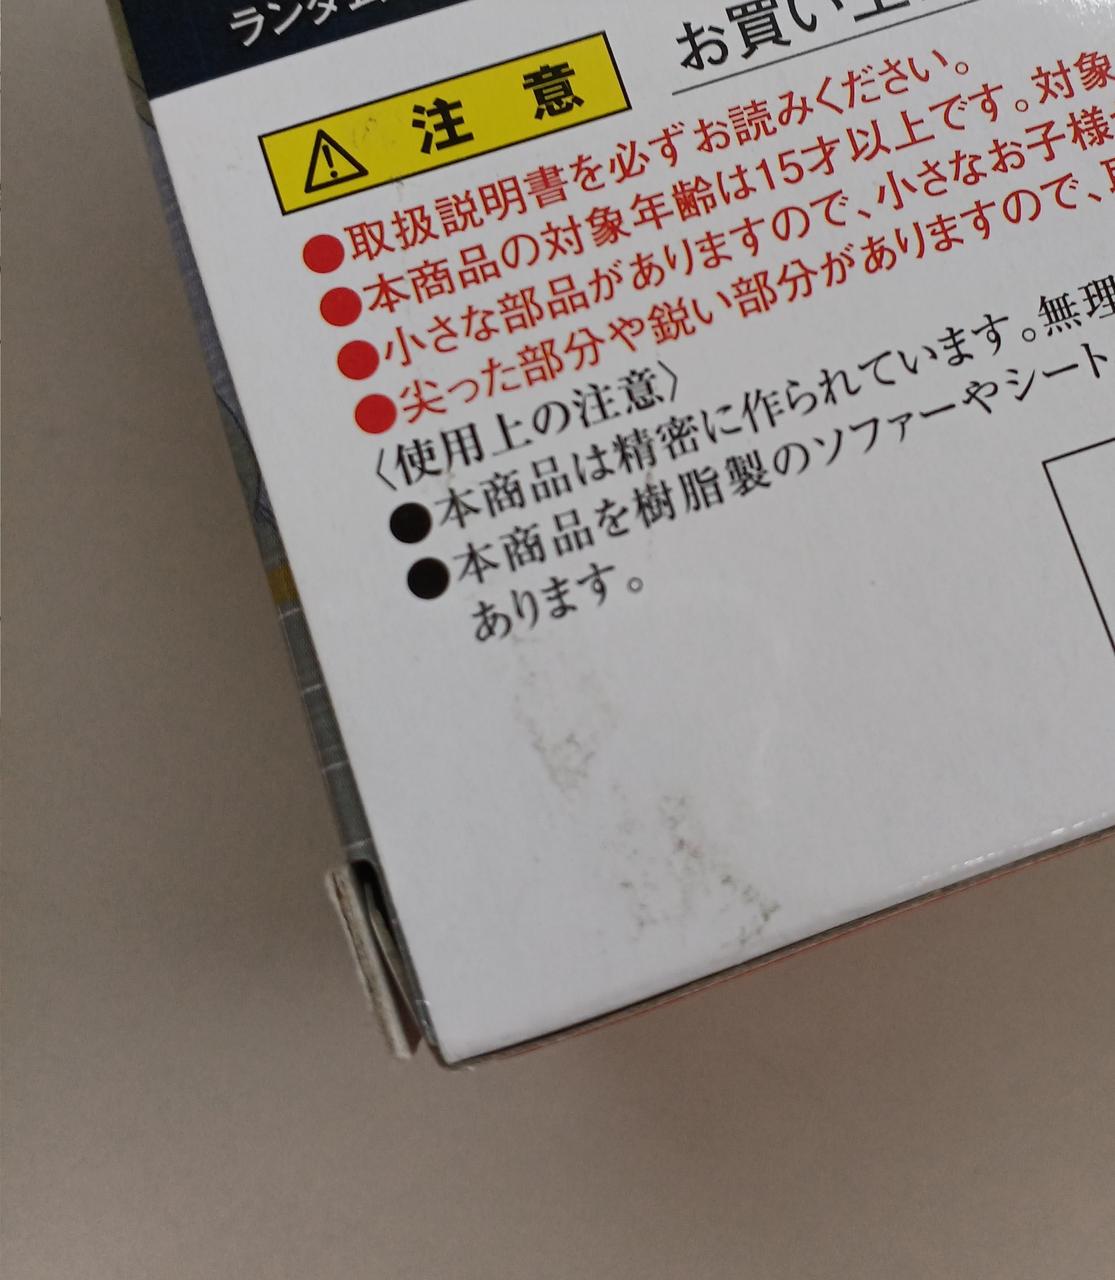 ランダム
注意
お買い上
●取扱説明書を必ずお読みください。
●本商品の対象年齢は15才以上です。対象
●小さな部品がありますので、小さなお子様
●尖った部分や鋭い部分がありますので、
〈使用上の注意〉
●本商品は精密に作られています。無理
●本商品を樹脂製のソファーやシート
あります。